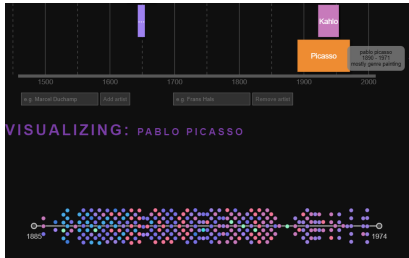 Kahlo
Picasso
pablo picasso
1890 - 1971
mostly genre painting
1500 1600 1700 1800 1900 2000
e.g. Marcel Duchamp Add artist e.g. Frans Hals Remove artist
VISUALIZING: PABLO PICASSO
1885 1974